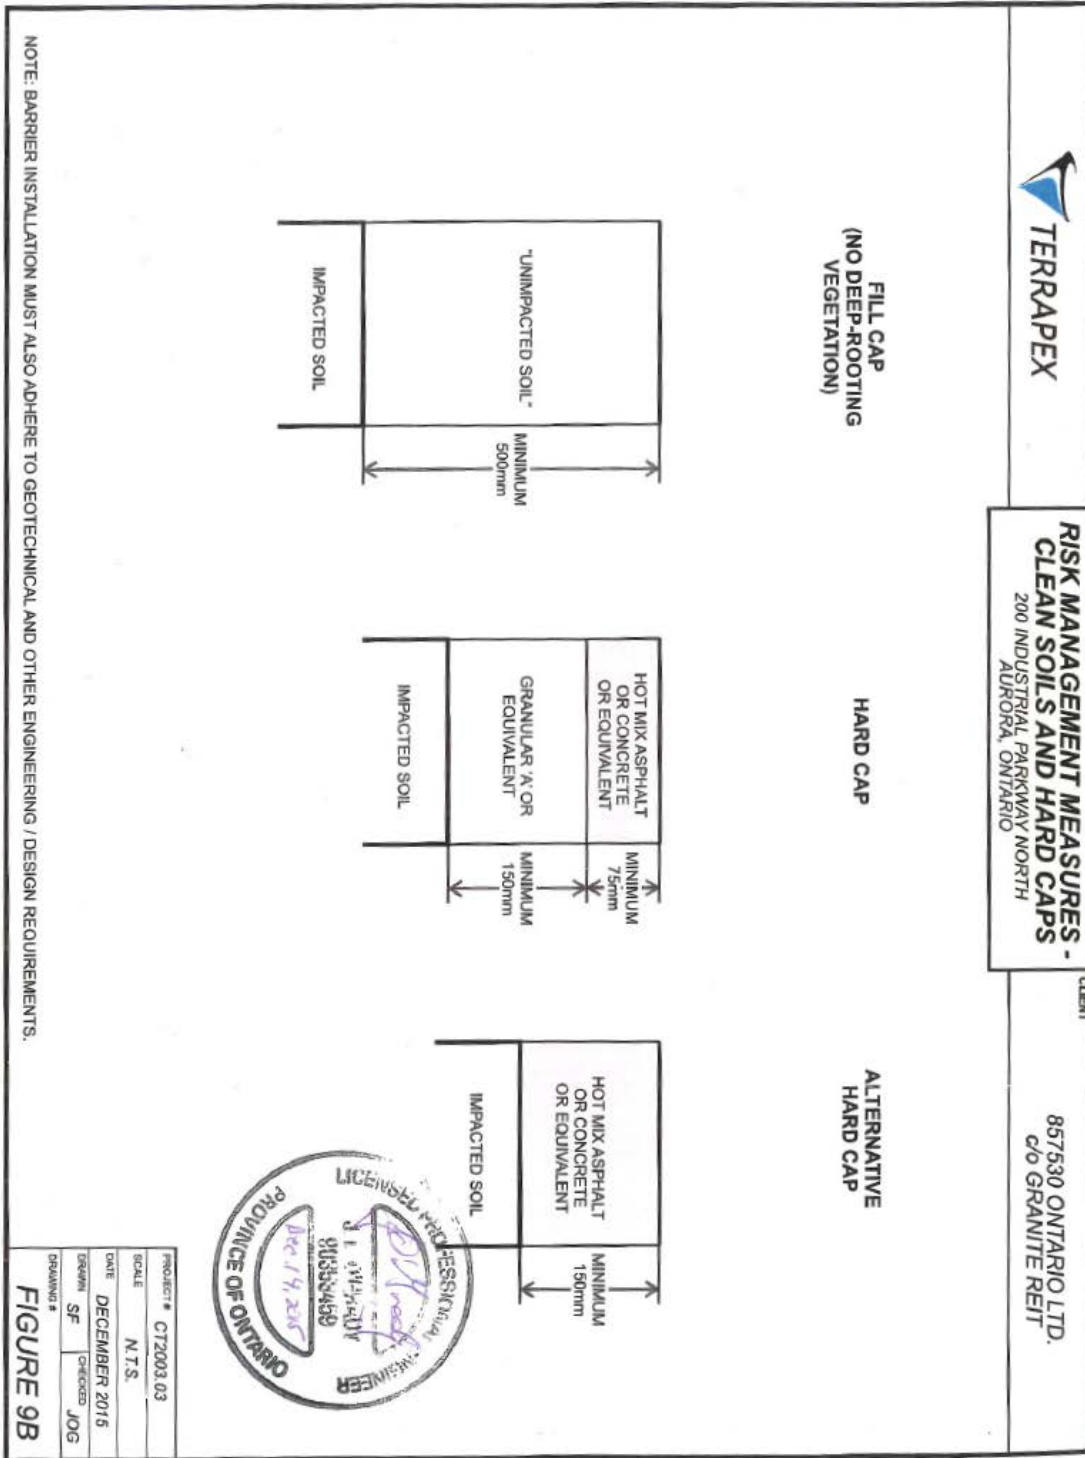 TERRAPEX
RISK MANAGEMENT MEASURES -
CLEAN SOILS AND HARD CAPS
200 INDUSTRIAL PARKWAY NORTH
AURORA, ONTARIO
CLIENT
857530 ONTARIO LTD.
c/o GRANITE REIT
FILL CAP
(NO DEEP-ROOTING
VEGETATION)
"UNIMPACTED SOIL"
MINIMUM
500mm
IMPACTED SOIL
HARD CAP
HOT MIX ASPHALT
OR CONCRETE
OR EQUIVALENT
MINIMUM
75mm
GRANULAR 'A' OR
EQUIVALENT
MINIMUM
150mm
IMPACTED SOIL
ALTERNATIVE
HARD CAP
HOT MIX ASPHALT
OR CONCRETE
OR EQUIVALENT
MINIMUM
150mm
IMPACTED SOIL
LICENSED PROFESSIONAL ENGINEER
Dec. 14, 2015
PROVINCE OF ONTARIO
NOTE: BARRIER INSTALLATION MUST ALSO ADHERE TO GEOTECHNICAL AND OTHER ENGINEERING / DESIGN REQUIREMENTS.
PROJECT # CT2003.03
SCALE N.T.S.
DATE DECEMBER 2015
DRAWN SF CHECKED JOG
DRAWING #
FIGURE 9B